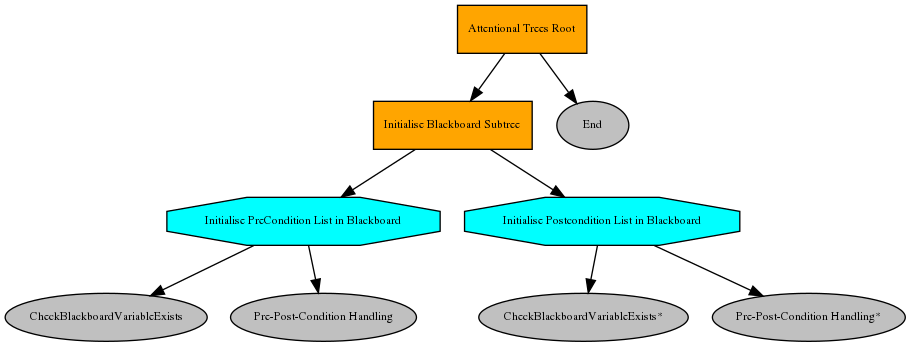 Attentional Trees Root
Initialise Blackboard Subtree
End
Initialise PreCondition List in Blackboard
Initialise Postcondition List in Blackboard
CheckBlackboardVariableExists
Pre-Post-Condition Handling
CheckBlackboardVariableExists*
Pre-Post-Condition Handling*